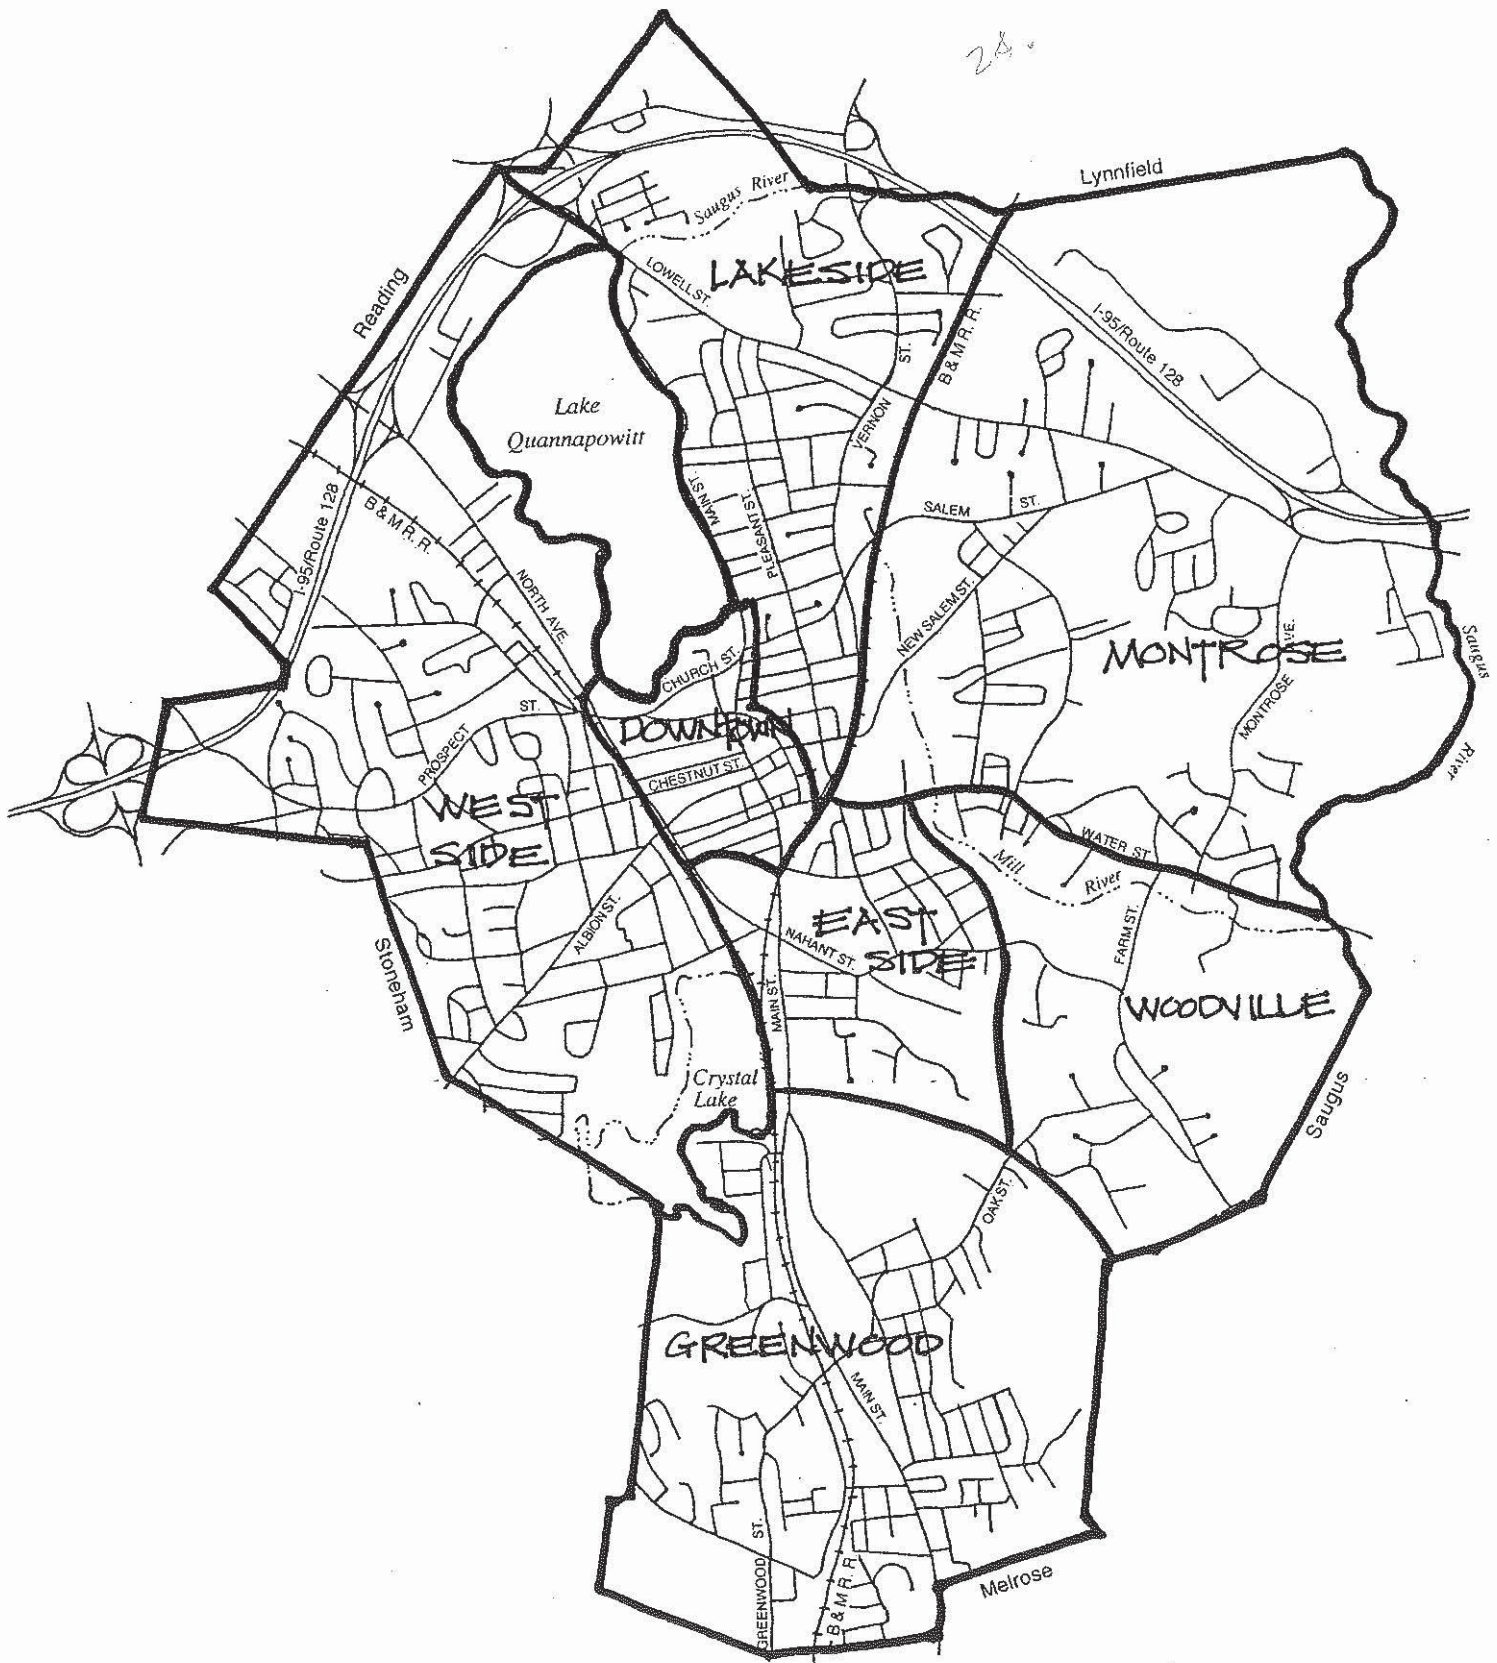 28.
Lynnfield
Saugus River
LAKESIDE
LOWELL ST.
Reading
I-95/Route 128
B & M R. R.
ST.
VERNON
Lake
Quannapowitt
MAIN ST.
PLEASANT ST.
SALEM ST.
I-95/Route 128
B & M R. R.
NORTH AVE.
NEW SALEM ST.
MONTROSE
AVE.
MONTROSE
Saugus
River
CHURCH ST.
DOWNTOWN
CHESTNUT ST.
PROSPECT ST.
WEST
SIDE
WATER ST.
Mill River
EAST
SIDE
NAHANT ST.
ALBION ST.
FARM ST.
WOODVILLE
MAIN ST.
Stoneham
Crystal
Lake
Saugus
OAK ST.
GREENWOOD
MAIN ST.
GREENWOOD ST.
B & M R. R.
Melrose